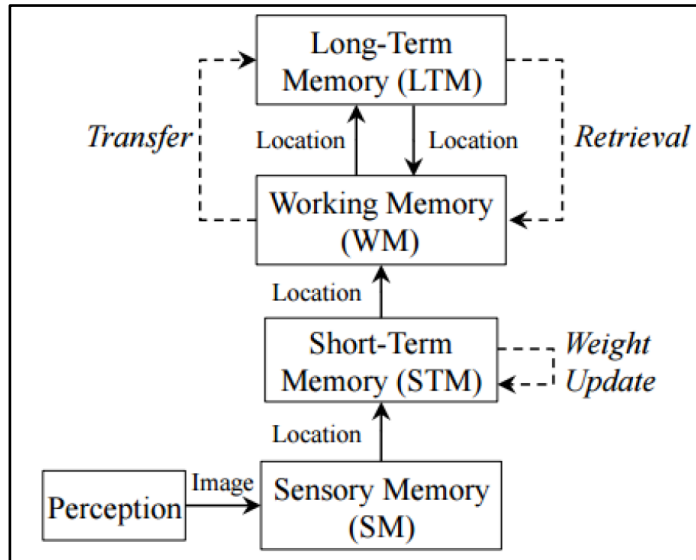 Long-Term
Memory (LTM)
Transfer
Location
Location
Retrieval
Working Memory
(WM)
Location
Short-Term
Memory (STM)
Weight
Update
Location
Perception
Image
Sensory Memory
(SM)